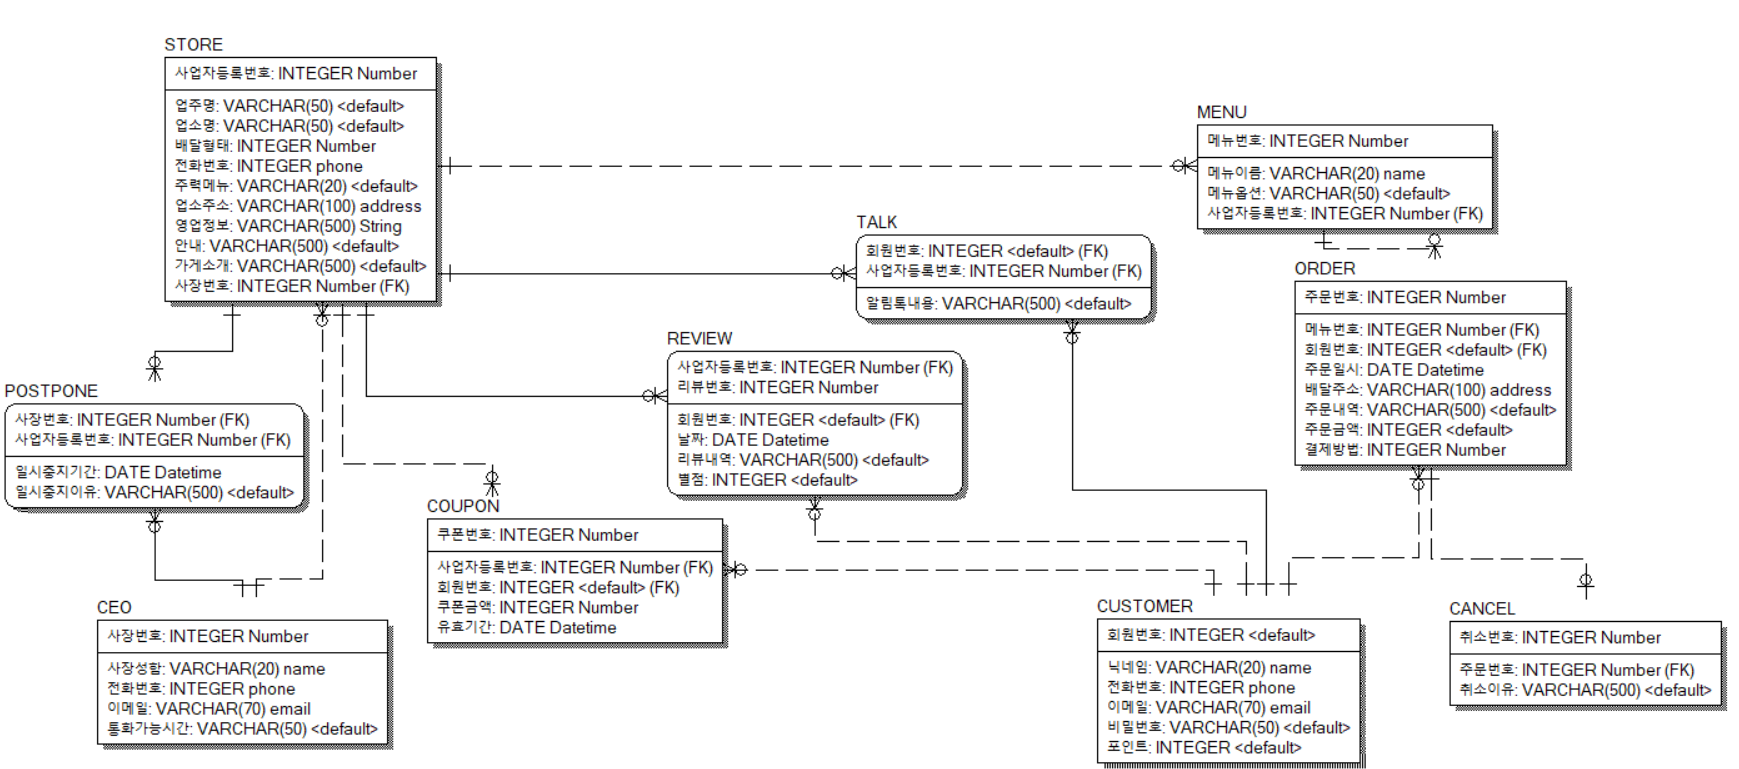 STORE
사업자등록번호: INTEGER Number
업주명: VARCHAR(50) <default>
업소명: VARCHAR(50) <default>
배달형태: INTEGER Number
전화번호: INTEGER phone
주력메뉴: VARCHAR(20) <default>
업소주소: VARCHAR(100) address
영업정보: VARCHAR(500) String
안내: VARCHAR(500) <default>
가게소개: VARCHAR(500) <default>
사장번호: INTEGER Number (FK)
MENU
메뉴번호: INTEGER Number
메뉴이름: VARCHAR(20) name
메뉴옵션: VARCHAR(50) <default>
사업자등록번호: INTEGER Number (FK)
TALK
회원번호: INTEGER <default> (FK)
사업자등록번호: INTEGER Number (FK)
알림톡내용: VARCHAR(500) <default>
ORDER
주문번호: INTEGER Number
메뉴번호: INTEGER Number (FK)
회원번호: INTEGER <default> (FK)
주문일시: DATE Datetime
배달주소: VARCHAR(100) address
주문내역: VARCHAR(500) <default>
주문금액: INTEGER <default>
결제방법: INTEGER Number
REVIEW
사업자등록번호: INTEGER Number (FK)
리뷰번호: INTEGER Number
회원번호: INTEGER <default> (FK)
날짜: DATE Datetime
리뷰내역: VARCHAR(500) <default>
별점: INTEGER <default>
POSTPONE
사장번호: INTEGER Number (FK)
사업자등록번호: INTEGER Number (FK)
일시중지기간: DATE Datetime
일시중지이유: VARCHAR(500) <default>
COUPON
쿠폰번호: INTEGER Number
사업자등록번호: INTEGER Number (FK)
회원번호: INTEGER <default> (FK)
쿠폰금액: INTEGER Number
유효기간: DATE Datetime
CEO
사장번호: INTEGER Number
사장성함: VARCHAR(20) name
전화번호: INTEGER phone
이메일: VARCHAR(70) email
통화가능시간: VARCHAR(50) <default>
CUSTOMER
회원번호: INTEGER <default>
닉네임: VARCHAR(20) name
전화번호: INTEGER phone
이메일: VARCHAR(70) email
비밀번호: VARCHAR(50) <default>
포인트: INTEGER <default>
CANCEL
취소번호: INTEGER Number
주문번호: INTEGER Number (FK)
취소이유: VARCHAR(500) <default>